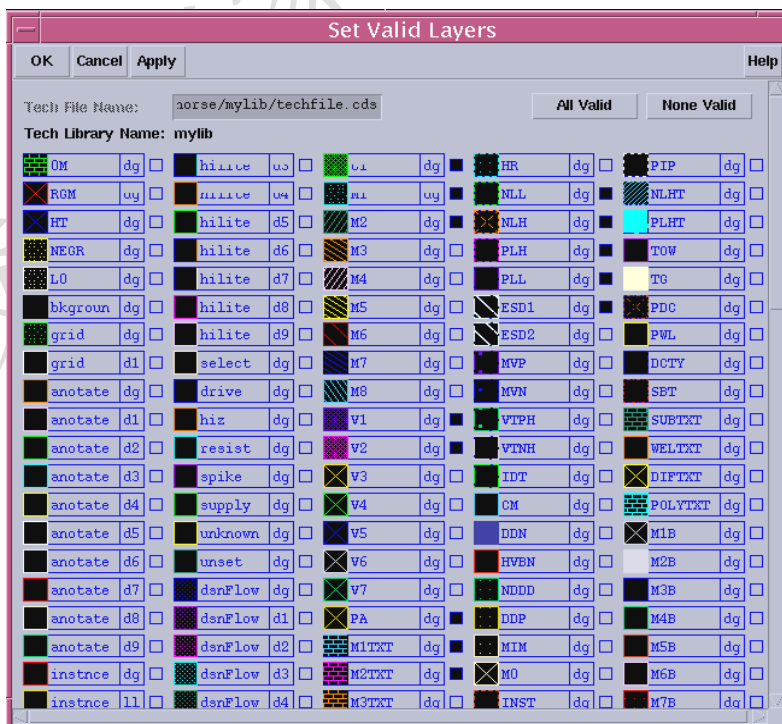 Set Valid Layers
OK Cancel Apply Help
Tech File Name: horse/mylib/techfile.cds All Valid None Valid
Tech Library Name: mylib
OM dg hilite dg dg HR dg PIP dg
RGM dg hilite d4 M1 dg NLL dg NLHT dg
HT dg hilite d5 M2 dg NLH dg PLHT dg
NEGR dg hilite d6 M3 dg PLH dg TOW dg
LO dg hilite d7 M4 dg PLL dg TG dg
bkgroun dg hilite d8 M5 dg ESD1 dg PDC dg
grid dg hilite d9 M6 dg ESD2 dg PWL dg
grid d1 select dg M7 dg MVP dg DCTY dg
anotate dg drive dg M8 dg MVN dg SBT dg
anotate d1 hiz dg V1 dg VTPH dg SUBTXT dg
anotate d2 resist dg V2 dg VTNH dg WELTXT dg
anotate d3 spike dg V3 dg IDT dg DIFTXT dg
anotate d4 supply dg V4 dg CM dg POLYTXT dg
anotate d5 unknown dg V5 dg DDN dg M1B dg
anotate d6 unset dg V6 dg HVBN dg M2B dg
anotate d7 dsnFlow dg V7 dg NDDD dg M3B dg
anotate d8 dsnFlow d1 PA dg DDP dg M4B dg
anotate d9 dsnFlow d2 M1TXT dg MIM dg M5B dg
instnce dg dsnFlow d3 M2TXT dg MO dg M6B dg
instnce ll dsnFlow d4 M3TXT dg INST dg M7B dg